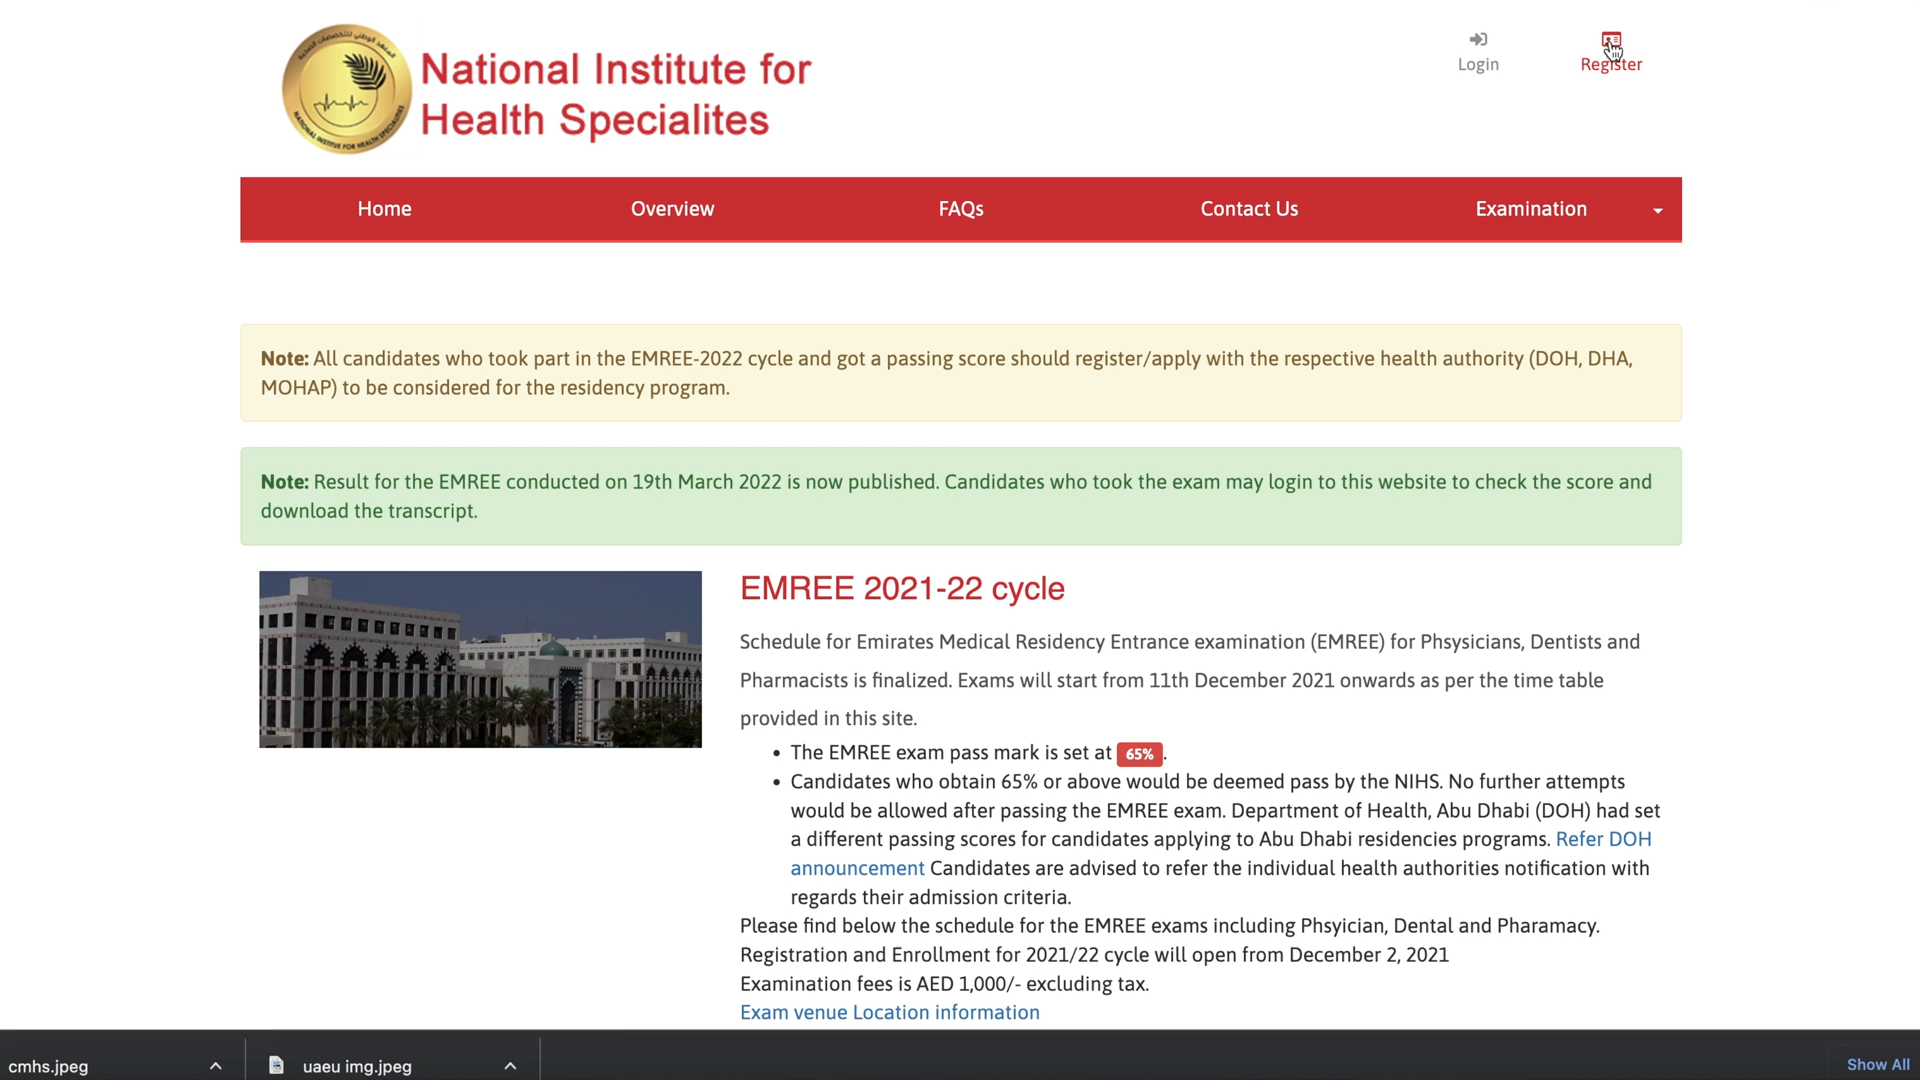 Login
Register
National Institute for
Health Specialites
NATIONAL INSTITUTE FOR HEALTH SPECIALITIES
Home
Overview
FAQs
Contact Us
Examination
Note: All candidates who took part in the EMREE-2022 cycle and got a passing score should register/apply with the respective health authority (DOH, DHA,
MOHAP) to be considered for the residency program.
Note: Result for the EMREE conducted on 19th March 2022 is now published. Candidates who took the exam may login to this website to check the score and
download the transcript.
EMREE 2021-22 cycle
Schedule for Emirates Medical Residency Entrance examination (EMREE) for Phsysicians, Dentists and
Pharmacists is finalized. Exams will start from 11th December 2021 onwards as per the time table
provided in this site.
• The EMREE exam pass mark is set at 65%.
• Candidates who obtain 65% or above would be deemed pass by the NIHS. No further attempts
would be allowed after passing the EMREE exam. Department of Health, Abu Dhabi (DOH) had set
a different passing scores for candidates applying to Abu Dhabi residencies programs. Refer DOH
announcement Candidates are advised to refer the individual health authorities notification with
regards their admission criteria.
Please find below the schedule for the EMREE exams including Phsyician, Dental and Pharamacy.
Registration and Enrollment for 2021/22 cycle will open from December 2, 2021
Examination fees is AED 1,000/- excluding tax.
Exam venue Location information
cmhs.jpeg
uaeu img.jpeg
Show All